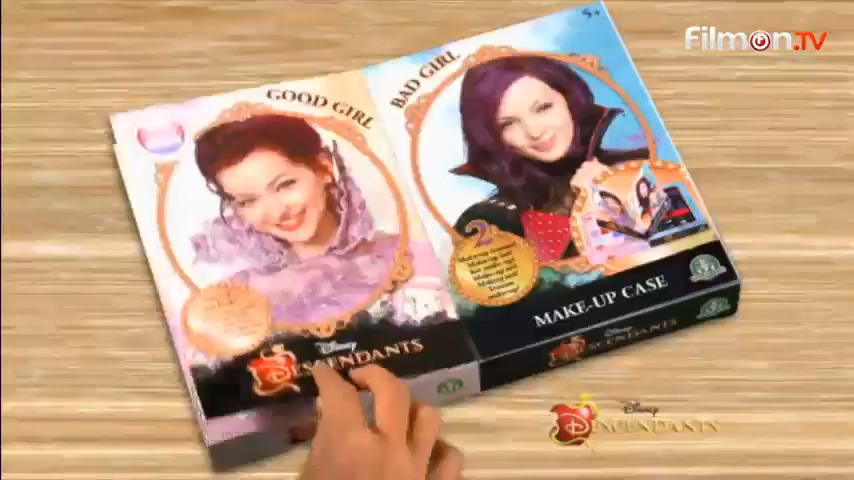 5+
Filmon.TV
GOOD GIRL
BAD GIRL
2
MAKE-UP CASE
Disney
DESCENDANTS
Disney
DESCENDANTS
Disney
DESCENDANTS